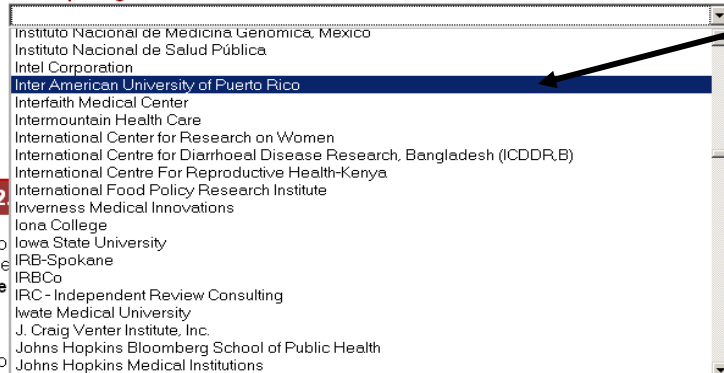 Instituto Nacional de Medicina Genomica, Mexico
Instituto Nacional de Salud Pública
Intel Corporation
Inter American University of Puerto Rico
Interfaith Medical Center
Intermountain Health Care
International Center for Research on Women
International Centre for Diarrhoeal Disease Research, Bangladesh (ICDDR,B)
International Centre For Reproductive Health-Kenya
International Food Policy Research Institute
2.
Inverness Medical Innovations
Iona College
Iowa State University
IRB-Spokane
IRBCo
IRC - Independent Review Consulting
Iwate Medical University
J. Craig Venter Institute, Inc.
Johns Hopkins Bloomberg School of Public Health
Johns Hopkins Medical Institutions